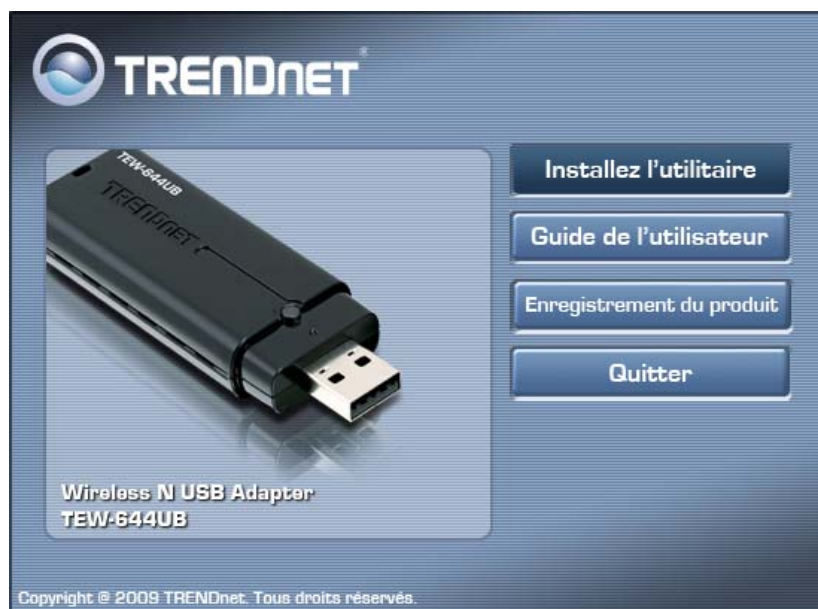 TRENDNET®
TEW-644UB
TRENDNET
Installez l'utilitaire
Guide de l'utilisateur
Enregistrement du produit
Quitter
Wireless N USB Adapter
TEW-644UB
Copyright @ 2009 TRENDnet. Tous droits réservés.